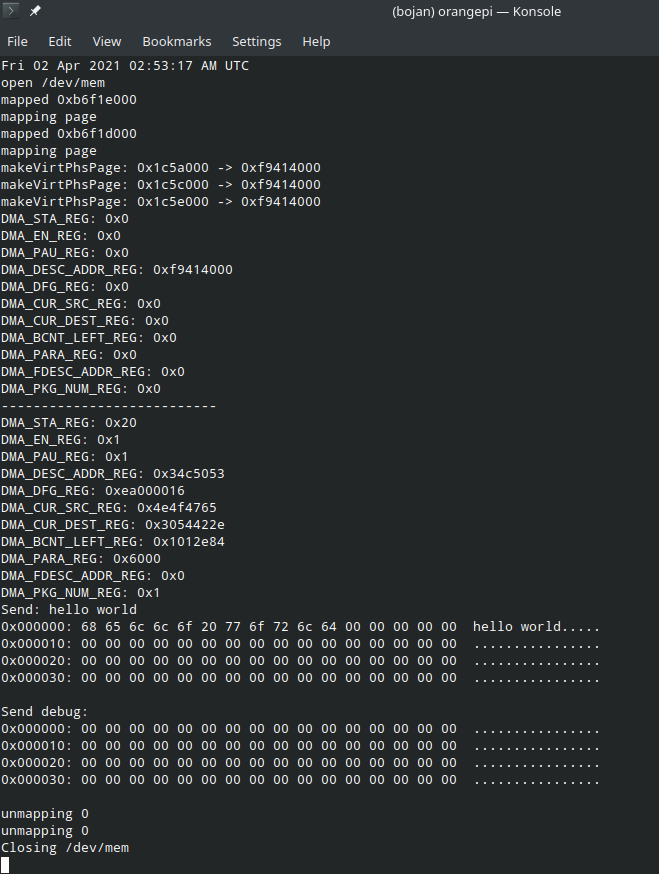 (bojan) orangepi — Konsole
File Edit View Bookmarks Settings Help
Fri 02 Apr 2021 02:53:17 AM UTC
open /dev/mem
mapped 0xb6f1e000
mapping page
mapped 0xb6f1d000
mapping page
makeVirtPhsPage: 0x1c5a000 -> 0xf9414000
makeVirtPhsPage: 0x1c5c000 -> 0xf9414000
makeVirtPhsPage: 0x1c5e000 -> 0xf9414000
DMA_STA_REG: 0x0
DMA_EN_REG: 0x0
DMA_PAU_REG: 0x0
DMA_DESC_ADDR_REG: 0xf9414000
DMA_DFG_REG: 0x0
DMA_CUR_SRC_REG: 0x0
DMA_CUR_DEST_REG: 0x0
DMA_BCNT_LEFT_REG: 0x0
DMA_PARA_REG: 0x0
DMA_FDESC_ADDR_REG: 0x0
DMA_PKG_NUM_REG: 0x0
---------------------------
DMA_STA_REG: 0x20
DMA_EN_REG: 0x1
DMA_PAU_REG: 0x1
DMA_DESC_ADDR_REG: 0x34c5053
DMA_DFG_REG: 0xea000016
DMA_CUR_SRC_REG: 0x4e4f4765
DMA_CUR_DEST_REG: 0x3054422e
DMA_BCNT_LEFT_REG: 0x1012e84
DMA_PARA_REG: 0x6000
DMA_FDESC_ADDR_REG: 0x0
DMA_PKG_NUM_REG: 0x1
Send: hello world
0x000000: 68 65 6c 6c 6f 20 77 6f 72 6c 64 00 00 00 00 00  hello world.....
0x000010: 00 00 00 00 00 00 00 00 00 00 00 00 00 00 00 00  ................
0x000020: 00 00 00 00 00 00 00 00 00 00 00 00 00 00 00 00  ................
0x000030: 00 00 00 00 00 00 00 00 00 00 00 00 00 00 00 00  ................
Send debug:
0x000000: 00 00 00 00 00 00 00 00 00 00 00 00 00 00 00 00  ................
0x000010: 00 00 00 00 00 00 00 00 00 00 00 00 00 00 00 00  ................
0x000020: 00 00 00 00 00 00 00 00 00 00 00 00 00 00 00 00  ................
0x000030: 00 00 00 00 00 00 00 00 00 00 00 00 00 00 00 00  ................
unmapping 0
unmapping 0
Closing /dev/mem